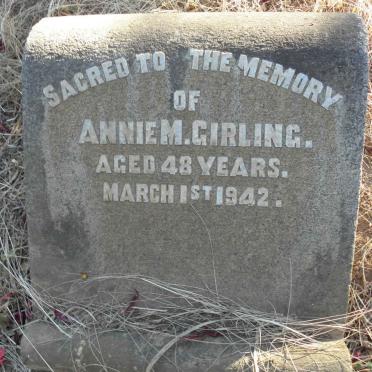 SACRED TO THE MEMORY
OF
ANNIE M. GIRLING.
AGED 48 YEARS.
MARCH 1ST 1942.